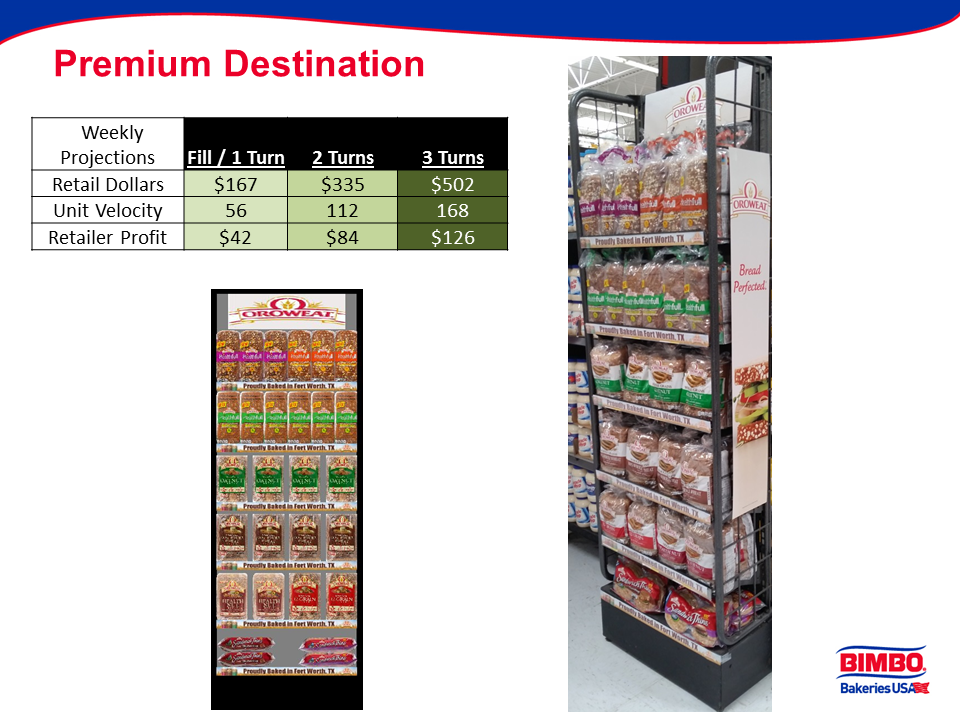 Premium Destination
Weekly Projections
Fill / 1 Turn 2 Turns 3 Turns
Retail Dollars $167 $335 $502
Unit Velocity 56 112 168
Retailer Profit $42 $84 $126
OROWEAT
Proudly Baked in Fort Worth, TX
Proudly Baked in Fort Worth, TX
Proudly Baked in Fort Worth, TX
Proudly Baked in Fort Worth, TX
Proudly Baked in Fort Worth, TX
Proudly Baked in Fort Worth, TX
OROWEAT
OROWEAT
Bread
Perfected.
Proudly Baked in Fort Worth, TX
Proudly Baked in Fort Worth, TX
Proudly Baked in Fort Worth, TX
Proudly Baked in Fort Worth, TX
Proudly Baked in Fort Worth, TX
Proudly Baked in Fort Worth, TX
BIMBO
Bakeries USA